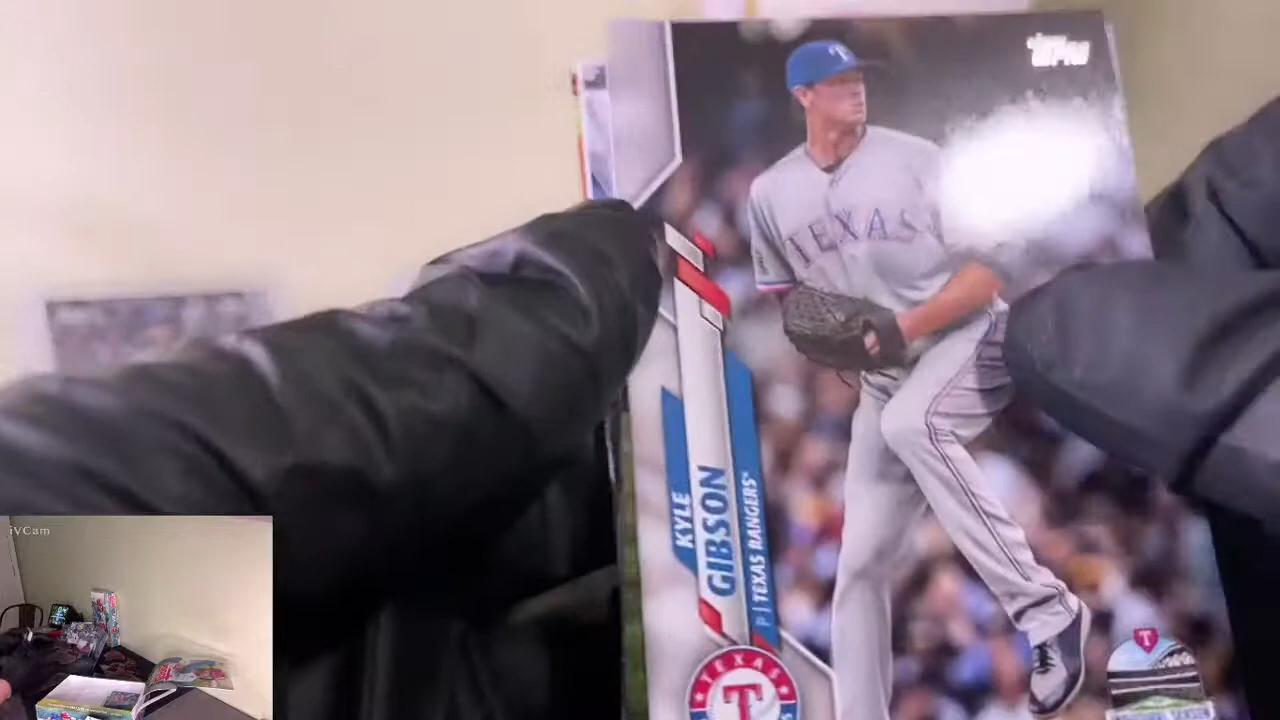 Topps
TEXAS
KYLE
GIBSON
P | TEXAS RANGERS®
TEXAS
T
iVCam